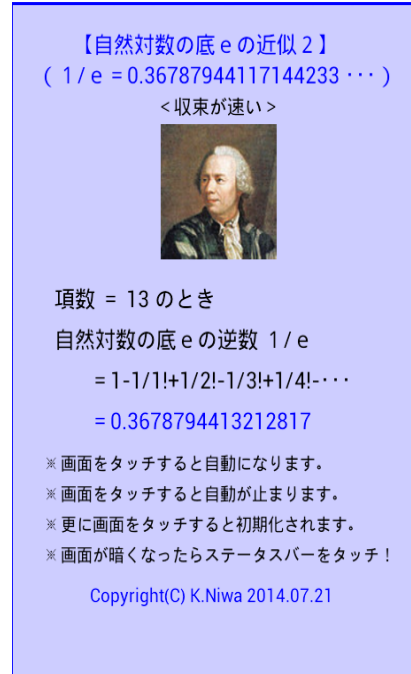 【自然対数の底 e の近似 2 】
( 1 / e = 0.36787944117144233 ･･･ )
< 収束が速い >
項数 = 13 のとき
自然対数の底 e の逆数 1 / e
= 1-1/1!+1/2!-1/3!+1/4!-･･･
= 0.3678794413212817
※ 画面をタッチすると自動になります。
※ 画面をタッチすると自動が止まります。
※ 更に画面をタッチすると初期化されます。
※ 画面が暗くなったらステータスバーをタッチ！
Copyright(C) K.Niwa 2014.07.21